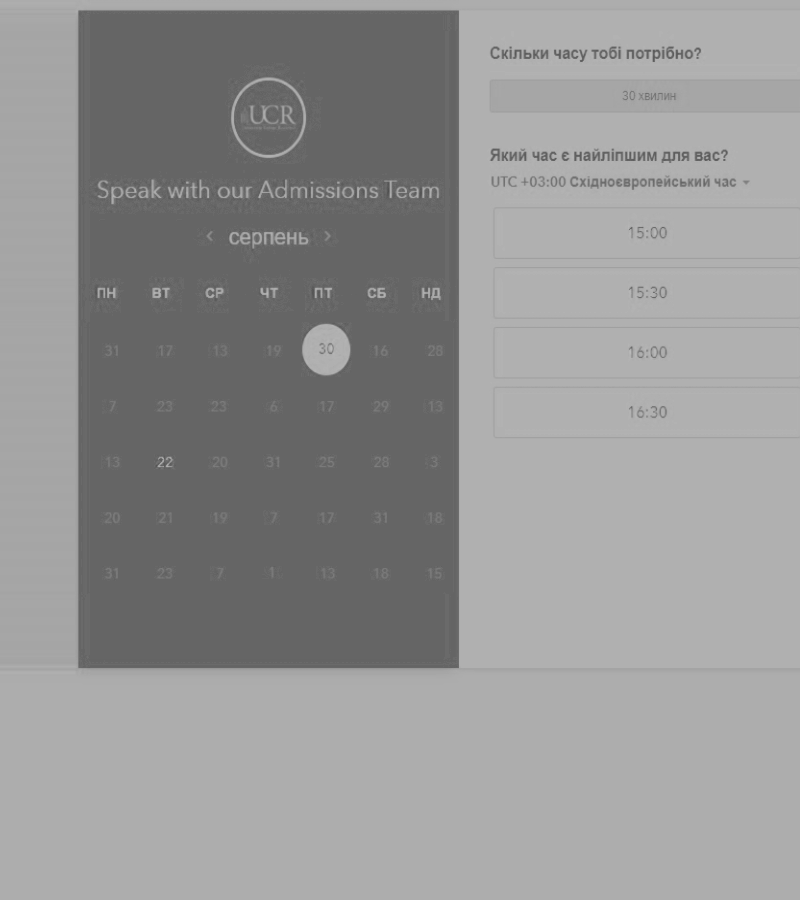 UCR
Speak with our Admissions Team
серпень
ПН ВТ СР ЧТ ПТ СБ НД
31 17 13 19 30 16 28
7 23 23 6 17 29 13
13 22 20 31 25 28 3
20 21 19 7 17 31 18
31 23 7 1 13 18 15
Скільки часу тобі потрібно?
30 хвилин
Який час є найліпшим для вас?
UTC +03:00 Східноєвропейський час
15:00
15:30
16:00
16:30